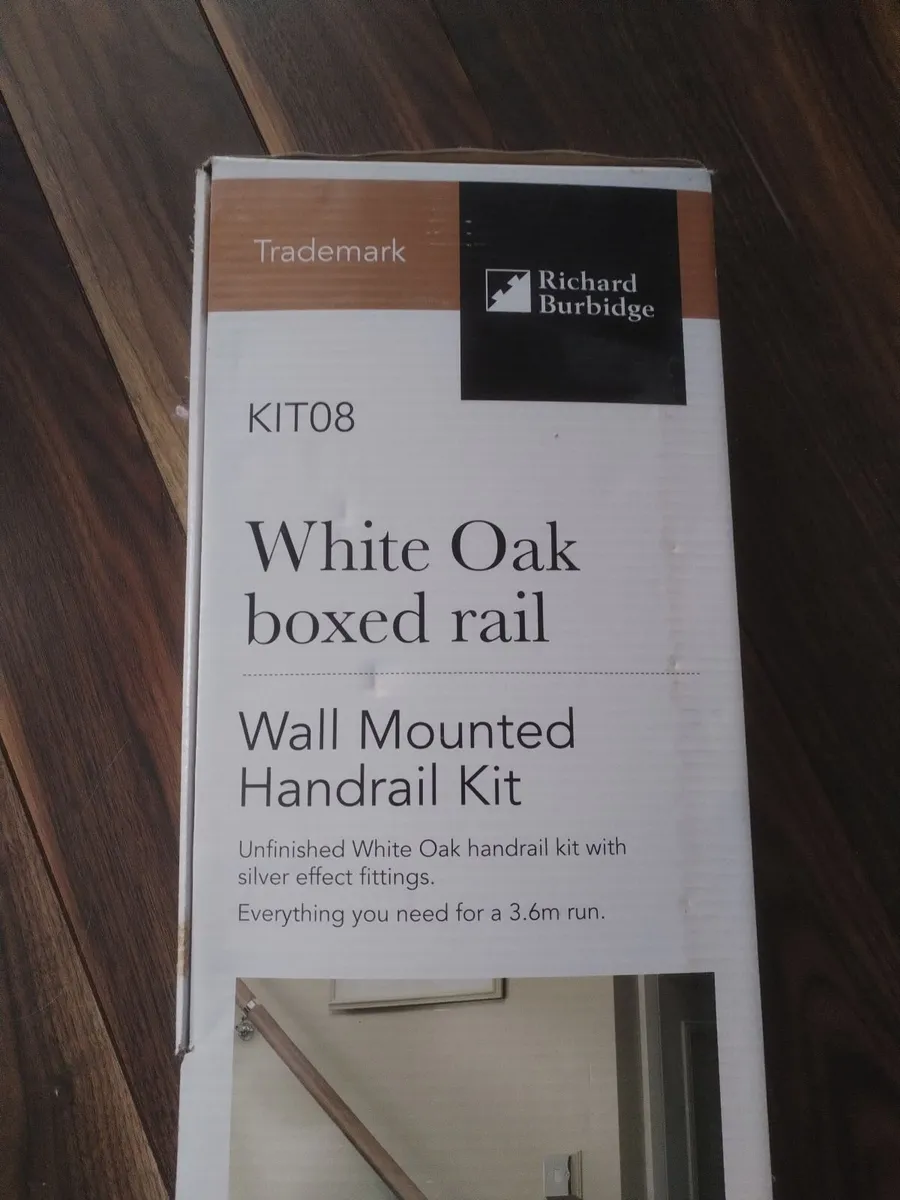 Trademark
Richard
Burbidge
KIT08
White Oak
boxed rail
Wall Mounted
Handrail Kit
Unfinished White Oak handrail kit with
silver effect fittings.
Everything you need for a 3.6m run.